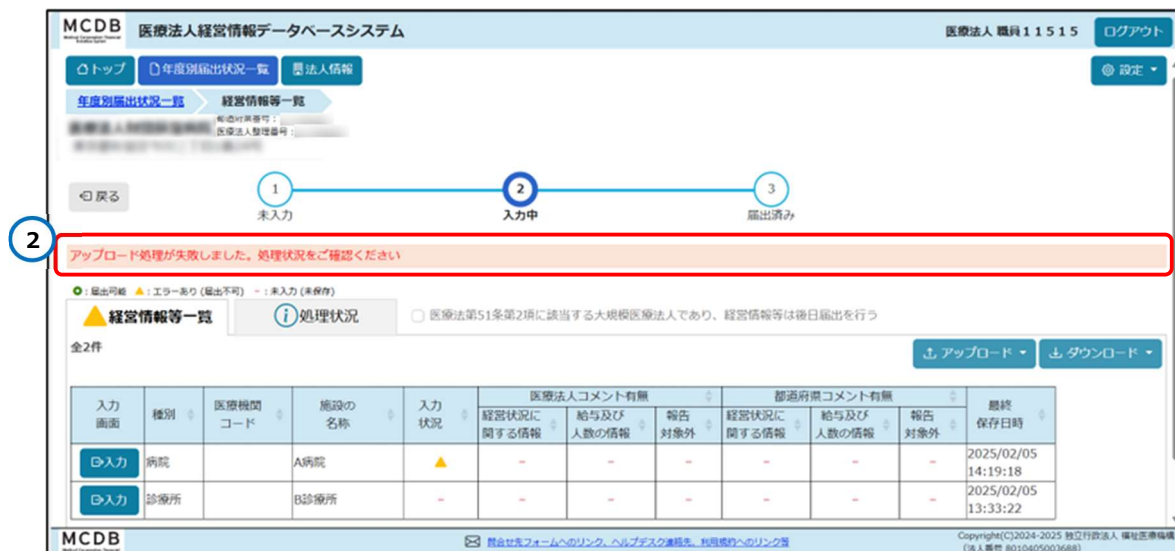 MCDB 医療法人経営情報データベースシステム 医療法人 職員11515 ログアウト
トップ 年度別届出状況一覧 法人情報 設定
年度別届出状況一覧 経営情報等一覧
都道府県番号：
医療法人整理番号：
戻る
1 2 3
未入力 入力中 届出済み
2
アップロード処理が失敗しました。処理状況をご確認ください
：届出可能 ：エラーあり (届出不可) －：未入力 (未保存)
経営情報等一覧 処理状況 医療法第51条第2項に該当する大規模医療法人であり、経営情報等は後日届出を行う
全2件
アップロード ダウンロード
入力画面 種別 医療機関コード 施設の名称 入力状況 医療法人コメント有無 都道府県コメント有無 最終保存日時
経営状況に関する情報 給与及び人数の情報 報告対象外 経営状況に関する情報 給与及び人数の情報 報告対象外
入力 病院 A病院 － － － － － － 2025/02/05 14:19:18
入力 診療所 B診療所 － － － － － － － 2025/02/05 13:33:22
MCDB 問合せ先フォームへのリンク、ヘルプデスク連絡先、利用規約へのリンク等 Copyright(C)2024-2025 独立行政法人 福祉医療機構
(法人番号 8010405003688)